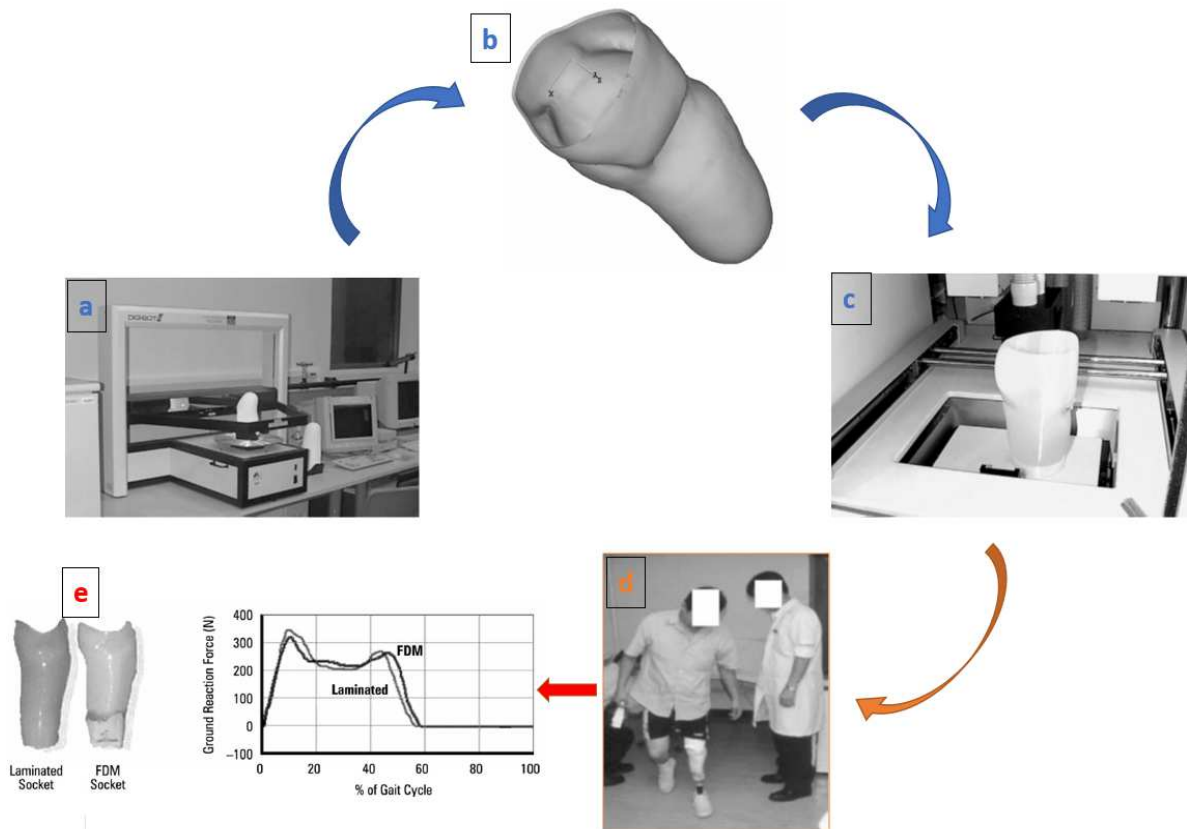 b
X
Y
a
DIGIBOT
c
d
e
Laminated
Socket
FDM
Socket
Ground Reaction Force (N)
400
300
200
100
0
–100
FDM
Laminated
0
20
40
60
80
100
% of Gait Cycle